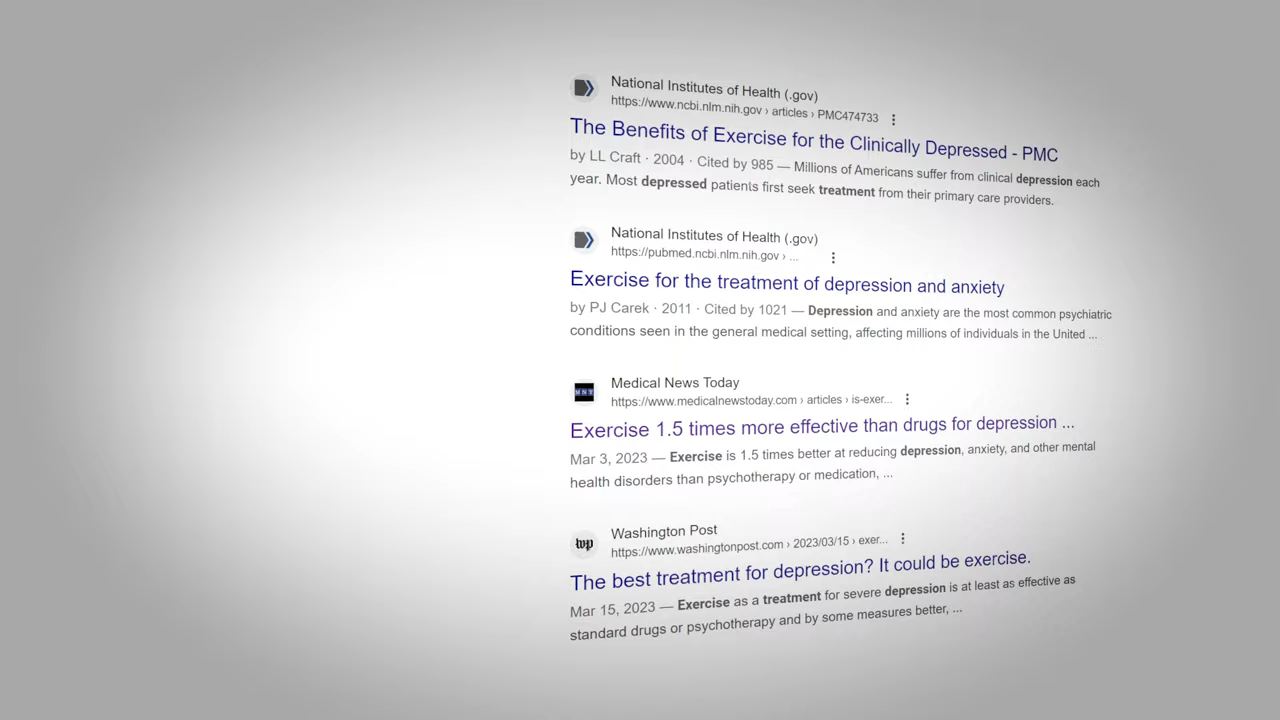 National Institutes of Health (.gov)
https://www.ncbi.nlm.nih.gov › articles › PMC474733
The Benefits of Exercise for the Clinically Depressed - PMC
by LL Craft · 2004 · Cited by 985 — Millions of Americans suffer from clinical depression each
year. Most depressed patients first seek treatment from their primary care providers.
National Institutes of Health (.gov)
https://pubmed.ncbi.nlm.nih.gov › ...
Exercise for the treatment of depression and anxiety
by PJ Carek · 2011 · Cited by 1021 — Depression and anxiety are the most common psychiatric
conditions seen in the general medical setting, affecting millions of individuals in the United ...
MNT
Medical News Today
https://www.medicalnewstoday.com › articles › is-exer...
Exercise 1.5 times more effective than drugs for depression ...
Mar 3, 2023 — Exercise is 1.5 times better at reducing depression, anxiety, and other mental
health disorders than psychotherapy or medication, ...
wp
Washington Post
https://www.washingtonpost.com › 2023/03/15 › exer...
The best treatment for depression? It could be exercise.
Mar 15, 2023 — Exercise as a treatment for severe depression is at least as effective as
standard drugs or psychotherapy and by some measures better, ...